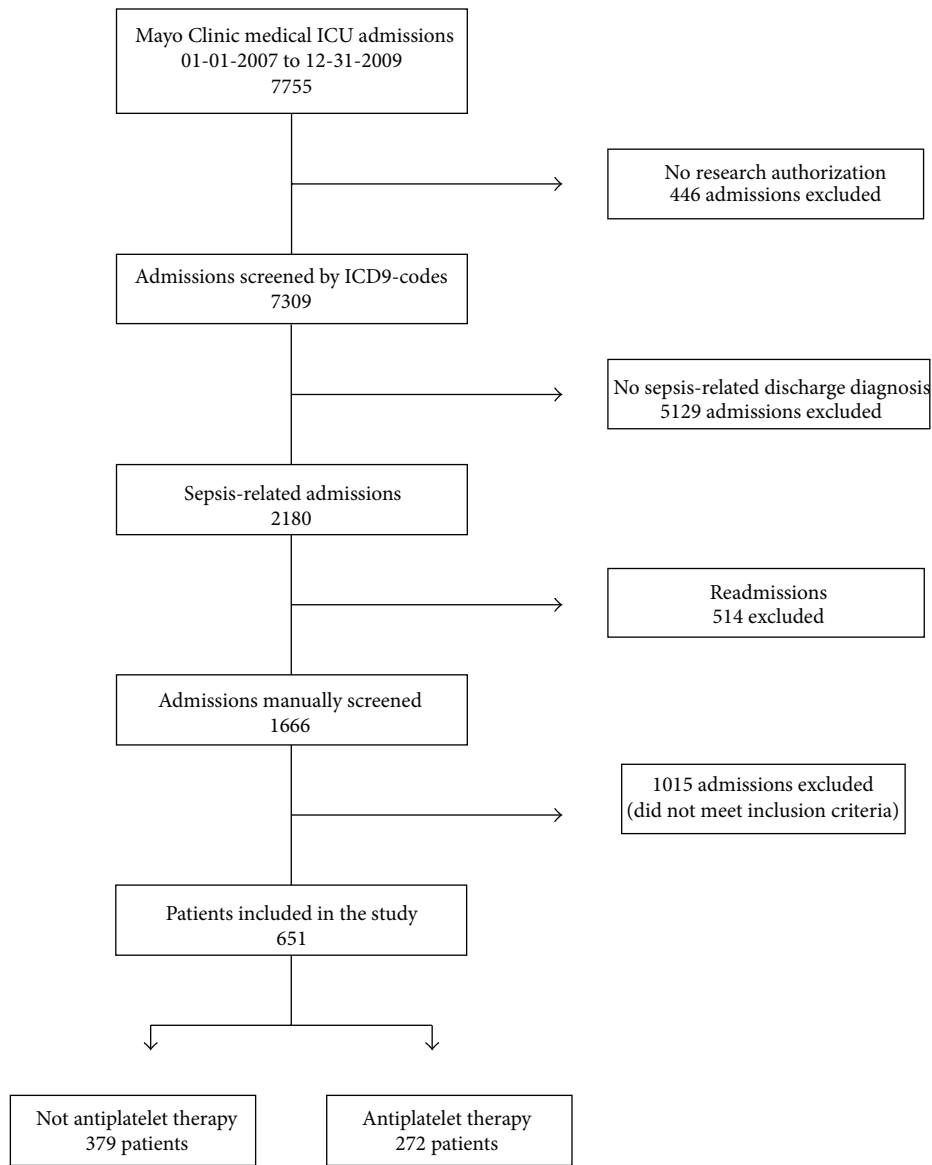 Mayo Clinic medical ICU admissions
01-01-2007 to 12-31-2009
7755
No research authorization
446 admissions excluded
Admissions screened by ICD9-codes
7309
No sepsis-related discharge diagnosis
5129 admissions excluded
Sepsis-related admissions
2180
Readmissions
514 excluded
Admissions manually screened
1666
1015 admissions excluded
(did not meet inclusion criteria)
Patients included in the study
651
Not antiplatelet therapy
379 patients
Antiplatelet therapy
272 patients